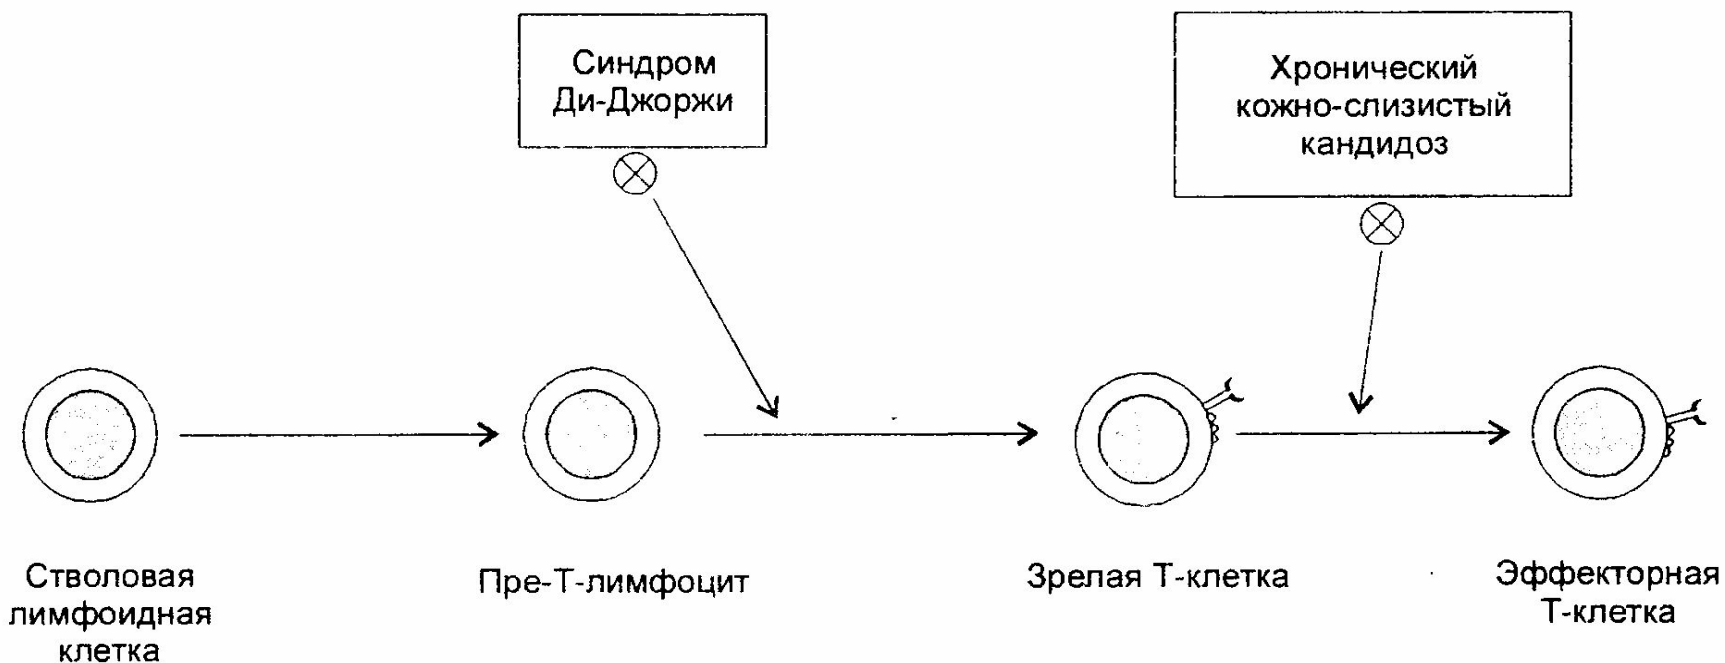 Синдром
Ди-Джоржи
Хронический
кожно-слизистый
кандидоз
Стволовая
лимфоидная
клетка
Пре-Т-лимфоцит
Зрелая Т-клетка
Эффекторная
Т-клетка